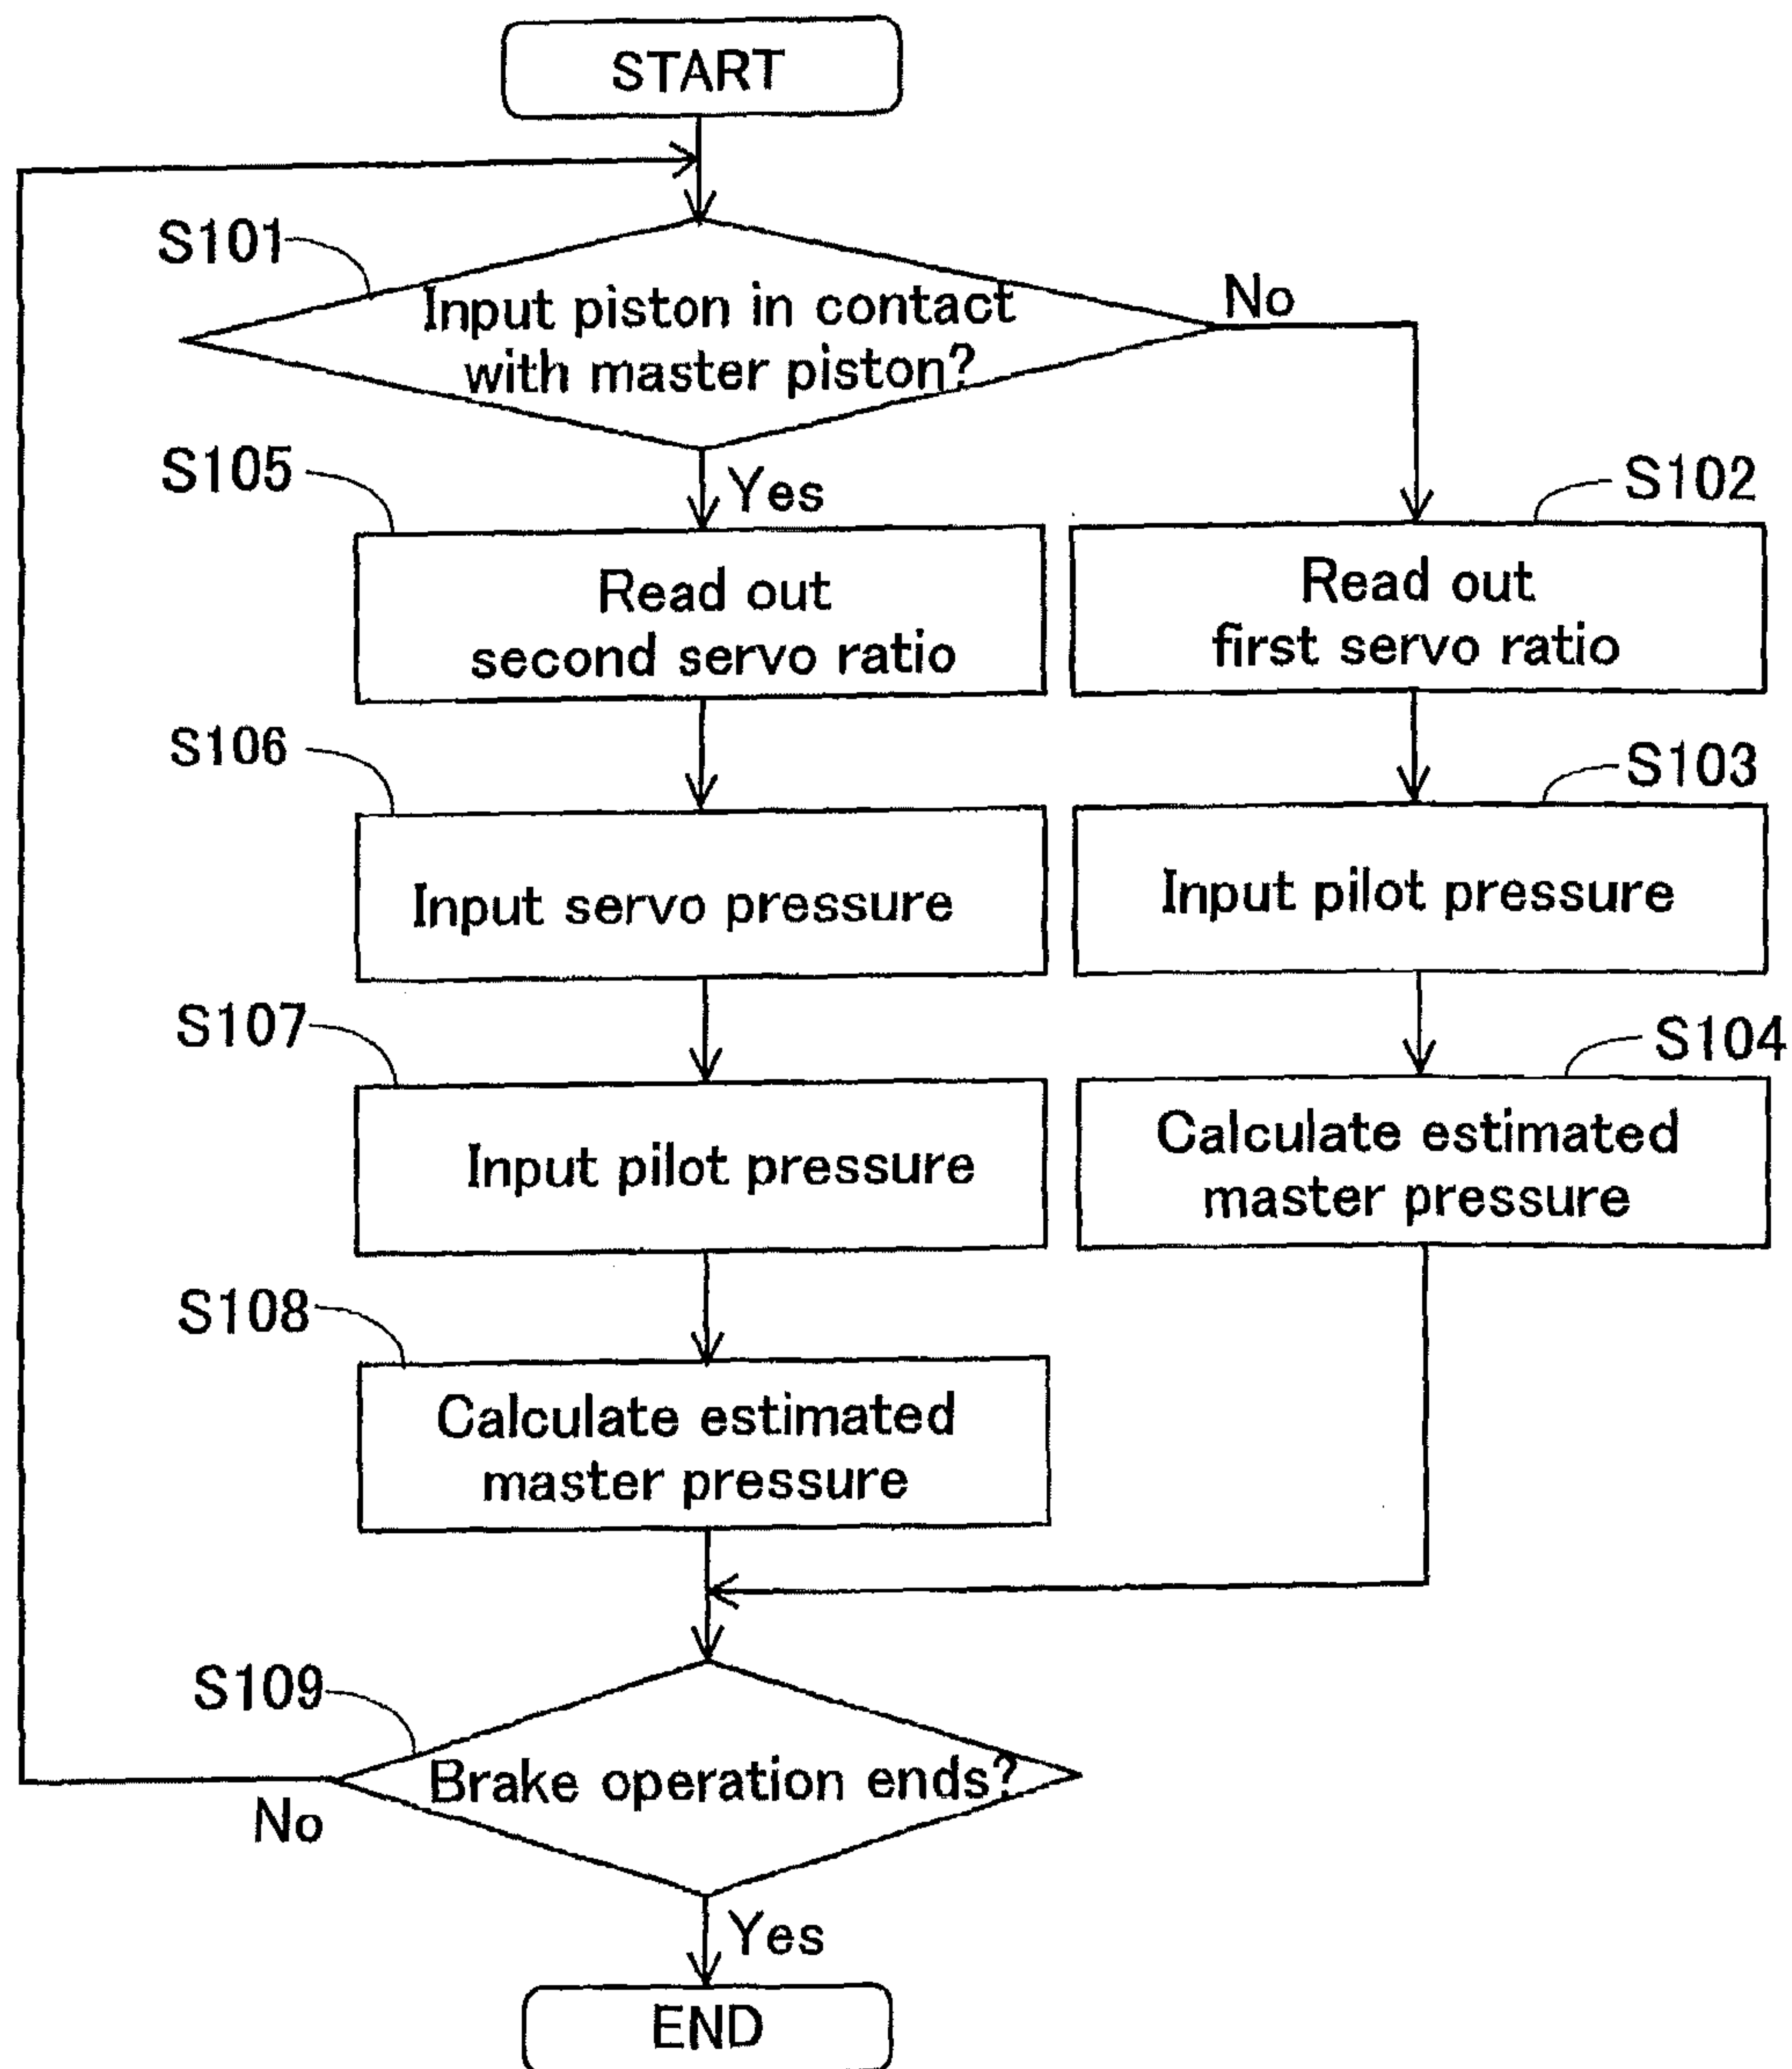 START
S101
Input piston in contact
with master piston?
No
Yes
S105
Read out
second servo ratio
S102
Read out
first servo ratio
S106
Input servo pressure
S103
Input pilot pressure
S107
Input pilot pressure
S104
Calculate estimated
master pressure
S108
Calculate estimated
master pressure
S109
Brake operation ends?
No
Yes
END